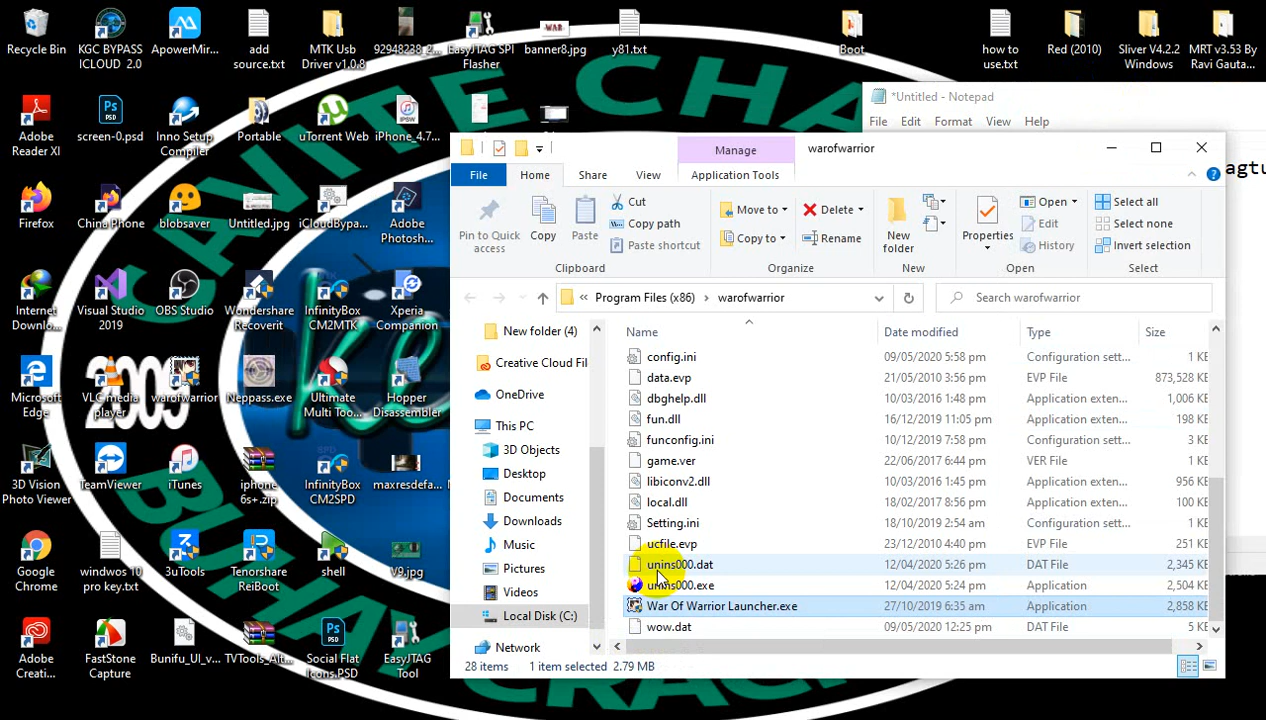 Recycle Bin
KGC BYPASS
ICLOUD 2.0
ApowerMir...
add
source.txt
MTK Usb
Driver v1.0.8
92948238_2...
EasyJTAG SPI
Flasher
banner8.jpg
y81.txt
Boot
how to
use.txt
Red (2010)
Sliver V4.2.2
Windows
MRT v3.53 By
Ravi Gauta...
Adobe
Reader XI
screen-0.psd
Inno Setup
Compiler
Portable
uTorrent Web
iPhone_4.7...
Firefox
China Phone
blobsaver
Untitled.jpg
iCloudBypa...
Adobe
Photosh...
Internet
Downlo...
Visual Studio
2019
OBS Studio
Wondershare
Recoverit
InfinityBox
CM2MTK
Xperia
Companion
Microsoft
Edge
VLC media
player
warofwarrior
Neppass.exe
Ultimate
Multi Too...
Hopper
Disassembler
3D Vision
Photo Viewer
TeamViewer
iTunes
iphone
6s+.zip
InfinityBox
CM2SPD
maxresdefa...
Google
Chrome
windwos 10
pro key.txt
3uTools
Tenorshare
ReiBoot
shell
V9.jpg
Adobe
Creati...
FastStone
Capture
Bunifu_UI_v...
TVTools_Alt...
Social Flat
Icons.PSD
EasyJTAG
Tool
CAVITE CHA
2009
ke
BUHAY
CRAC
*Untitled - Notepad
File Edit Format View Help
agtu
Manage
warofwarrior
File Home Share View Application Tools
Pin to Quick
access
Copy
Paste
Cut
Copy path
Paste shortcut
Clipboard
Move to
Copy to
Delete
Rename
Organize
New
folder
New
Properties
Open
Edit
History
Open
Select all
Select none
Invert selection
Select
« Program Files (x86) > warofwarrior
Search warofwarrior
New folder (4)
Creative Cloud Fil
OneDrive
This PC
3D Objects
Desktop
Documents
Downloads
Music
Pictures
Videos
Local Disk (C:)
Network
Name Date modified Type Size
config.ini 09/05/2020 5:58 pm Configuration sett... 1 KB
data.evp 21/05/2010 3:56 pm EVP File 873,528 KB
dbghelp.dll 10/03/2016 1:48 pm Application exten... 1,006 KB
fun.dll 16/12/2019 11:05 pm Application exten... 198 KB
funconfig.ini 10/12/2019 7:58 pm Configuration sett... 3 KB
game.ver 22/06/2017 6:44 pm VER File 1 KB
libiconv2.dll 10/03/2016 1:45 pm Application exten... 956 KB
local.dll 18/02/2017 8:56 pm Application exten... 100 KB
Setting.ini 18/10/2019 2:54 am Configuration sett... 1 KB
ucfile.evp 23/12/2010 4:40 pm EVP File 251 KB
unins000.dat 12/04/2020 5:26 pm DAT File 2,345 KB
unins000.exe 12/04/2020 5:24 pm Application 2,504 KB
War Of Warrior Launcher.exe 27/10/2019 6:35 am Application 2,858 KB
wow.dat 09/05/2020 12:25 pm DAT File 5 KB
28 items 1 item selected 2.79 MB